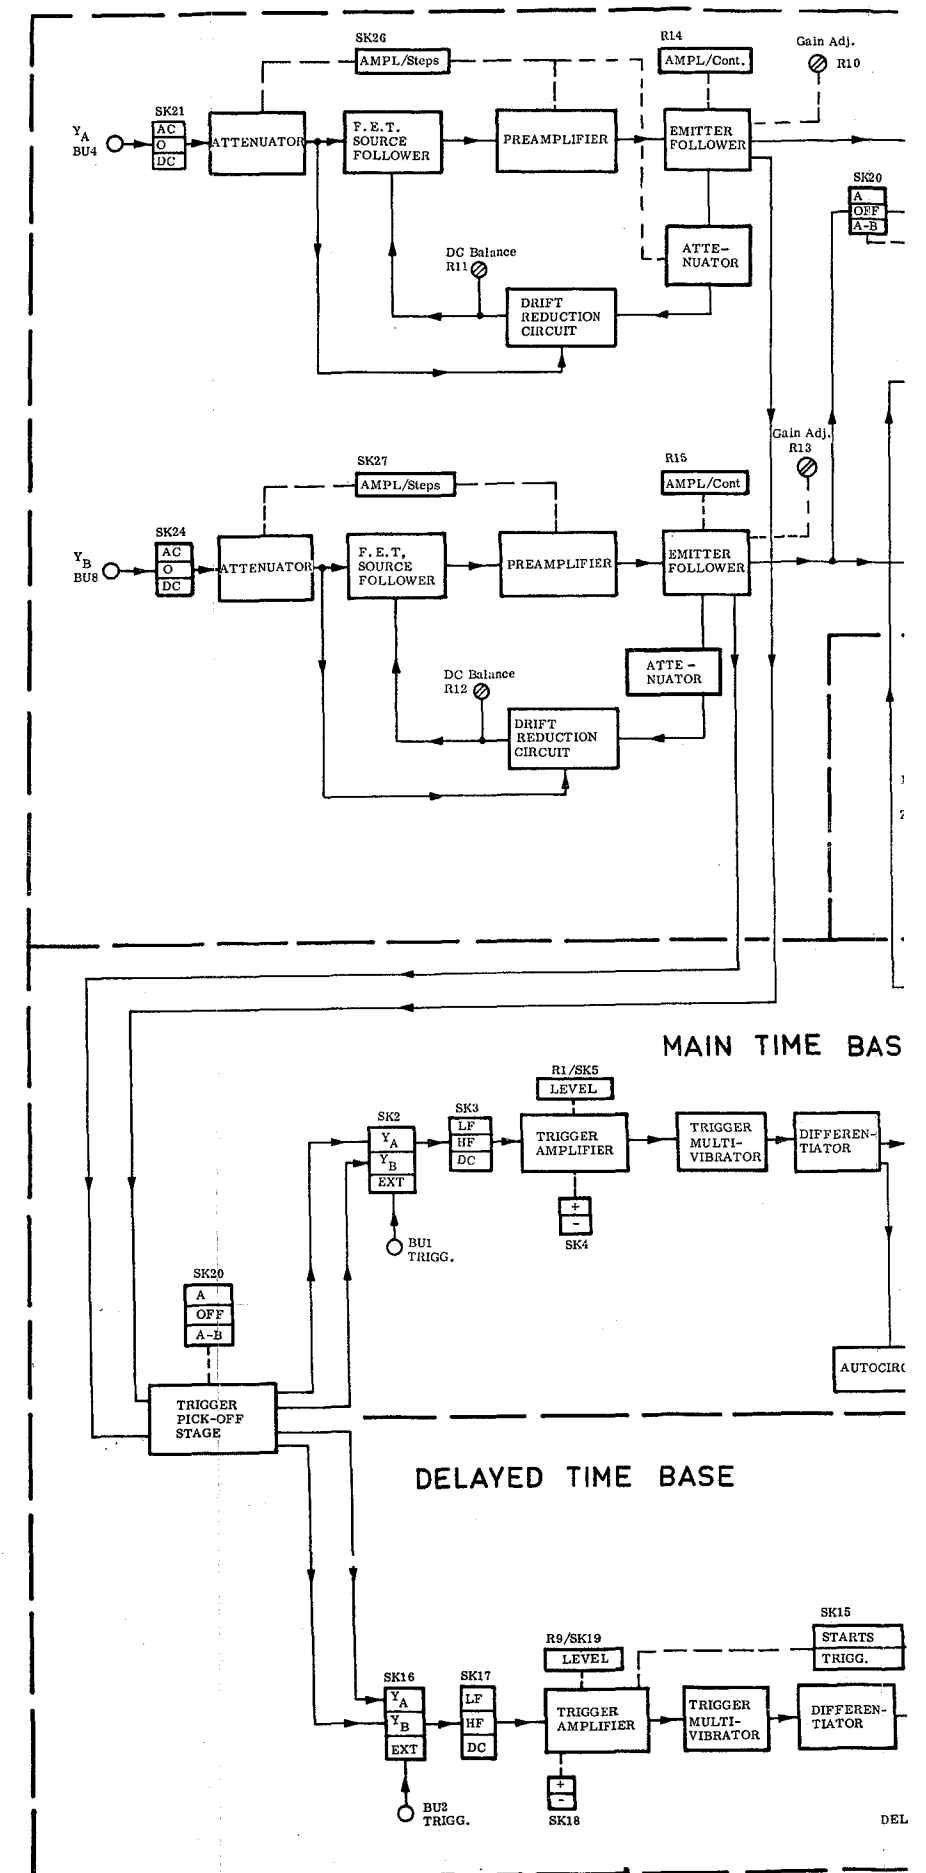 SK26
AMPL/Steps
R14
AMPL/Cont.
Gain Adj.
R10
SK21
AC
O
DC
YA
BU4
ATTENUATOR
F.E.T.
SOURCE
FOLLOWER
PREAMPLIFIER
EMITTER
FOLLOWER
SK20
A
OFF
A-B
ATTE-
NUATOR
DC Balance
R11
DRIFT
REDUCTION
CIRCUIT
Gain Adj.
R13
SK27
AMPL/Steps
R15
AMPL/Cont
SK24
AC
O
DC
YB
BU8
ATTENUATOR
F.E.T,
SOURCE
FOLLOWER
PREAMPLIFIER
EMITTER
FOLLOWER
ATTE -
NUATOR
DC Balance
R12
DRIFT
REDUCTION
CIRCUIT
MAIN TIME BAS
R1/SK5
LEVEL
SK2
YA
YB
EXT
SK3
LF
HF
DC
TRIGGER
AMPLIFIER
TRIGGER
MULTI-
VIBRATOR
DIFFEREN-
TIATOR
+
-
SK4
BU1
TRIGG.
SK20
A
OFF
A-B
AUTOCIRC
TRIGGER
PICK-OFF
STAGE
DELAYED TIME BASE
SK15
STARTS
TRIGG.
R9/SK19
LEVEL
SK16
YA
YB
EXT
SK17
LF
HF
DC
TRIGGER
AMPLIFIER
TRIGGER
MULTI-
VIBRATOR
DIFFEREN-
TIATOR
+
-
SK18
BU2
TRIGG.
DEL